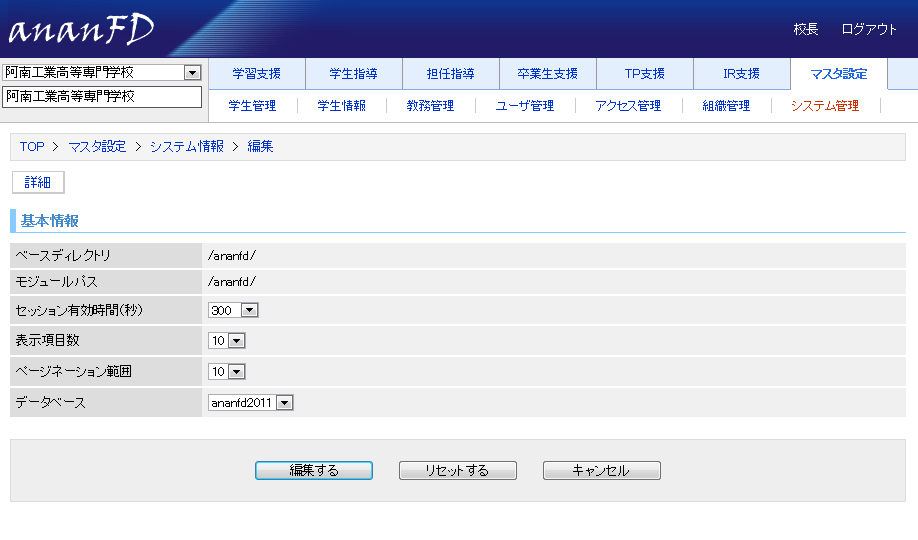 ananFD
校長 ログアウト
阿南工業高等専門学校
阿南工業高等専門学校
学習支援 学生指導 担任指導 卒業生支援 TP支援 IR支援 マスタ設定
学生管理 学生情報 教務管理 ユーザ管理 アクセス管理 組織管理 システム管理
TOP > マスタ設定 > システム情報 > 編集
詳細
基本情報
ベースディレクトリ /ananfd/
モジュールパス /ananfd/
セッション有効時間(秒) 300
表示項目数 10
ページネーション範囲 10
データベース ananfd2011
編集する リセットする キャンセル